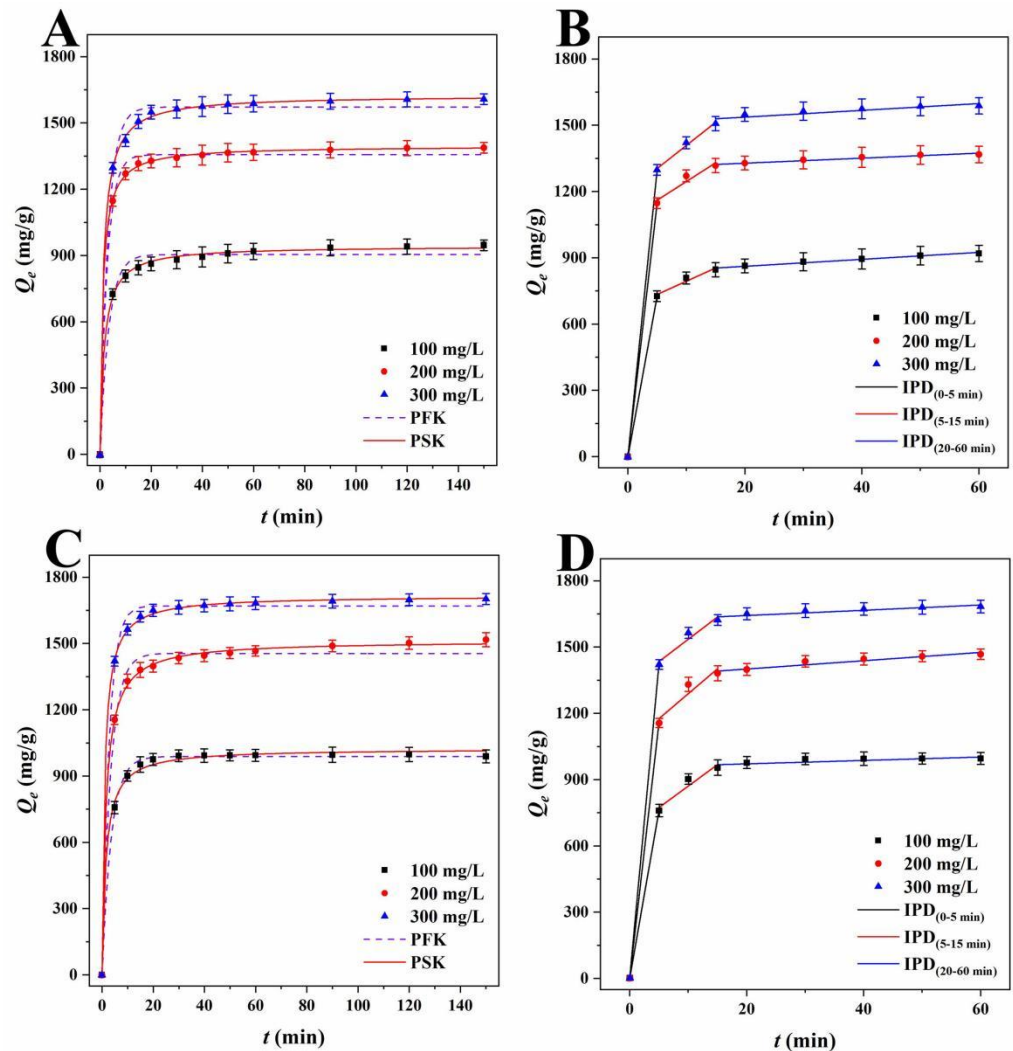 A
1800
1500
1200
900
600
300
0
Qe (mg/g)
100 mg/L
200 mg/L
300 mg/L
PFK
PSK
0 20 40 60 80 100 120 140
t (min)
B
1800
1500
1200
900
600
300
0
Qe (mg/g)
100 mg/L
200 mg/L
300 mg/L
IPD(0-5 min)
IPD(5-15 min)
IPD(20-60 min)
0 20 40 60
t (min)
C
1800
1500
1200
900
600
300
0
Qe (mg/g)
100 mg/L
200 mg/L
300 mg/L
PFK
PSK
0 20 40 60 80 100 120 140
t (min)
D
1800
1500
1200
900
600
300
0
Qe (mg/g)
100 mg/L
200 mg/L
300 mg/L
IPD(0-5 min)
IPD(5-15 min)
IPD(20-60 min)
0 20 40 60
t (min)